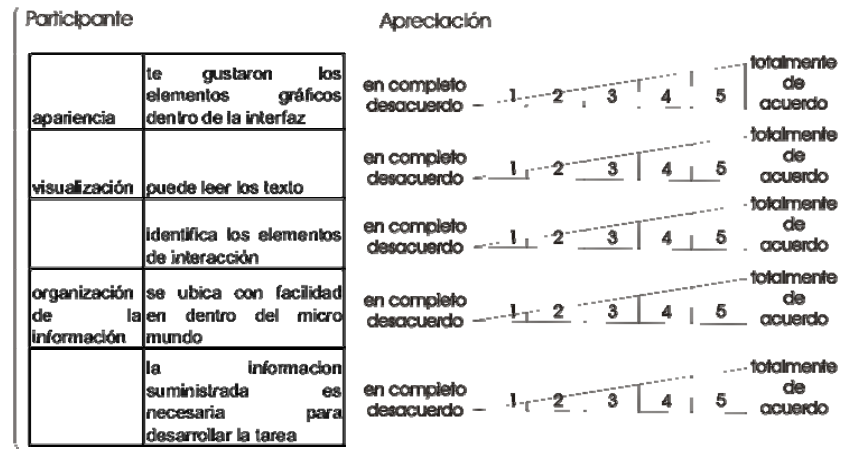 Participante Apreciación
te gustaron los
elementos gráficos
apariencia dentro de la interfaz
en completo
desacuerdo 1 2 3 4 5
totalmente
de
acuerdo
visualización puede leer los texto
en completo
desacuerdo 1 2 3 4 5
totalmente
de
acuerdo
identifica los elementos
de interacción
en completo
desacuerdo 1 2 3 4 5
totalmente
de
acuerdo
organización se ubica con facilidad
de la en dentro del micro
información mundo
en completo
desacuerdo 1 2 3 4 5
totalmente
de
acuerdo
la informacion
suministrada es
necesaria para
desarrollar la tarea
en completo
desacuerdo 1 2 3 4 5
totalmente
de
acuerdo